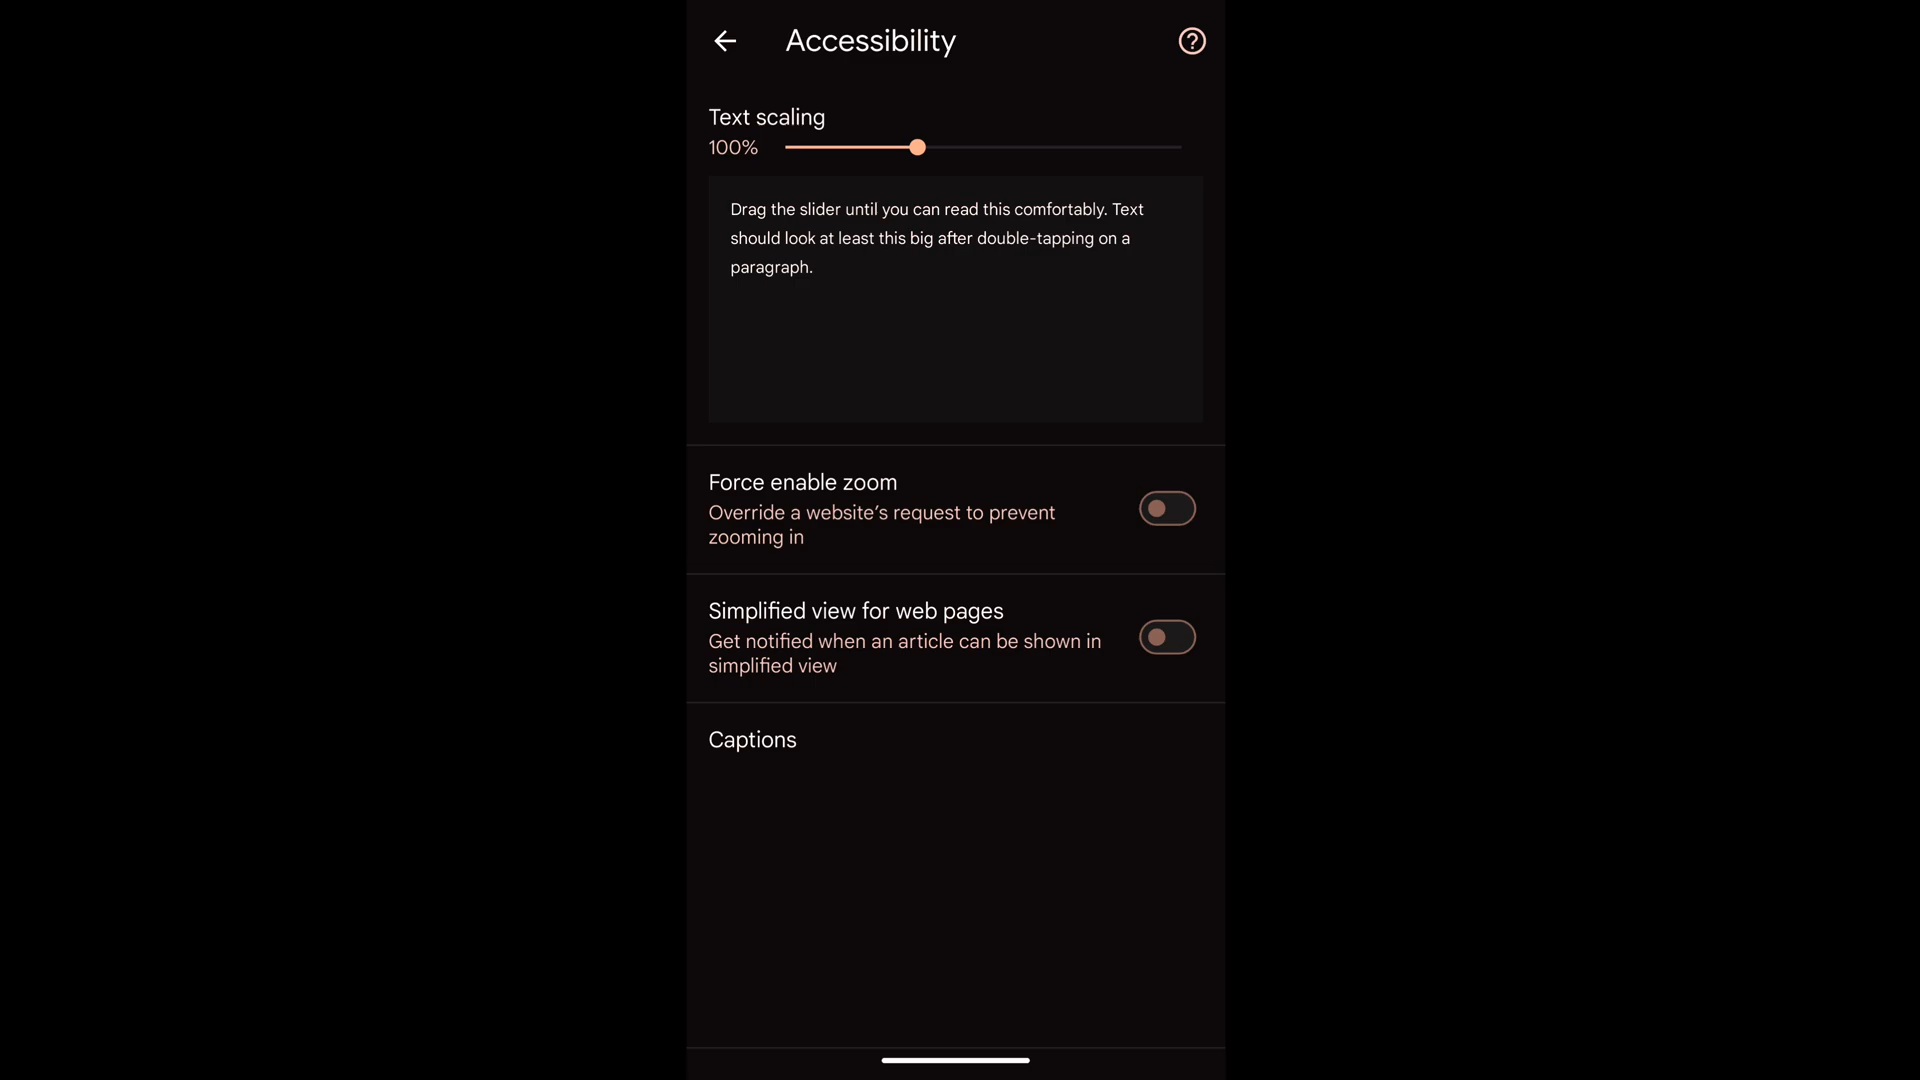 Accessibility
Text scaling
100%
Drag the slider until you can read this comfortably. Text
should look at least this big after double-tapping on a
paragraph.
Force enable zoom
Override a website’s request to prevent
zooming in
Simplified view for web pages
Get notified when an article can be shown in
simplified view
Captions